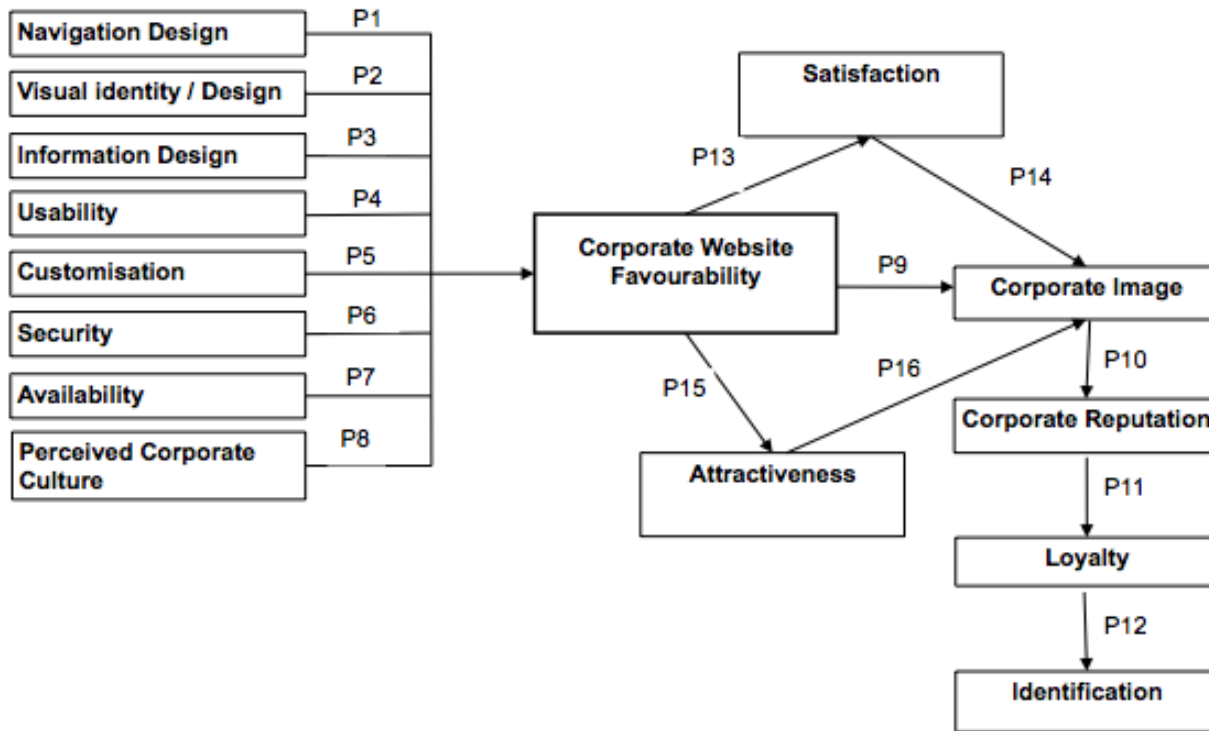 Navigation Design
P1
Visual identity / Design
P2
Information Design
P3
Usability
P4
Customisation
P5
Security
P6
Availability
P7
Perceived Corporate
Culture
P8
Corporate Website
Favourability
P13
Satisfaction
P14
P9
Corporate Image
P15
Attractiveness
P16
P10
Corporate Reputation
P11
Loyalty
P12
Identification